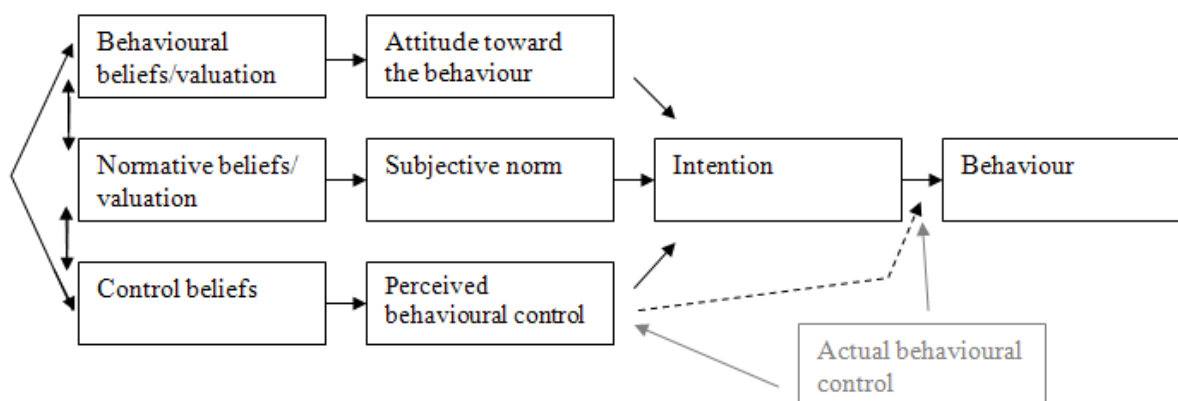 Behavioural
beliefs/valuation
Attitude toward
the behaviour
Normative beliefs/
valuation
Subjective norm
Intention
Behaviour
Control beliefs
Perceived
behavioural control
Actual behavioural
control